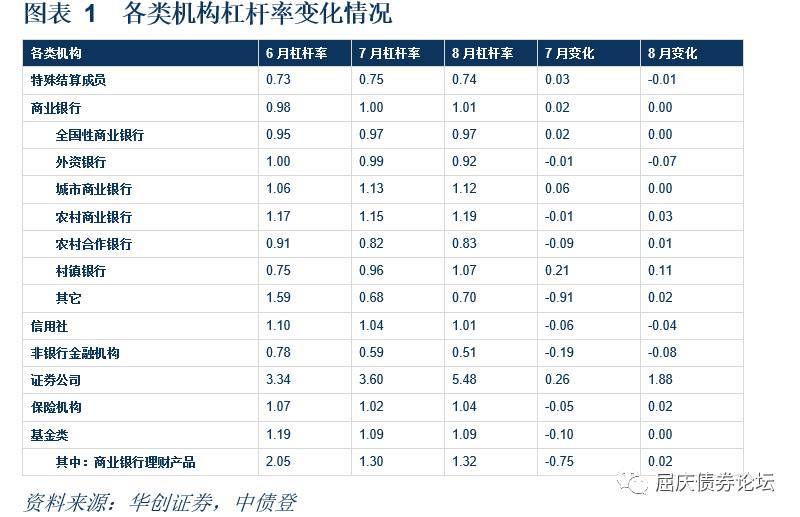 图表 1 各类机构杠杆率变化情况
各类机构 6月杠杆率 7月杠杆率 8月杠杆率 7月变化 8月变化
特殊结算成员 0.73 0.75 0.74 0.03 -0.01
商业银行 0.98 1.00 1.01 0.02 0.00
全国性商业银行 0.95 0.97 0.97 0.02 0.00
外资银行 1.00 0.99 0.92 -0.01 -0.07
城市商业银行 1.06 1.13 1.12 0.06 0.00
农村商业银行 1.17 1.15 1.19 -0.01 0.03
农村合作银行 0.91 0.82 0.83 -0.09 0.01
村镇银行 0.75 0.96 1.07 0.21 0.11
其它 1.59 0.68 0.70 -0.91 0.02
信用社 1.10 1.04 1.01 -0.06 -0.04
非银行金融机构 0.78 0.59 0.51 -0.19 -0.08
证券公司 3.34 3.60 5.48 0.26 1.88
保险机构 1.07 1.02 1.04 -0.05 0.02
基金类 1.19 1.09 1.09 -0.10 0.00
其中：商业银行理财产品 2.05 1.30 1.32 -0.75 0.02
屈庆债券论坛
资料来源：华创证券，中债登